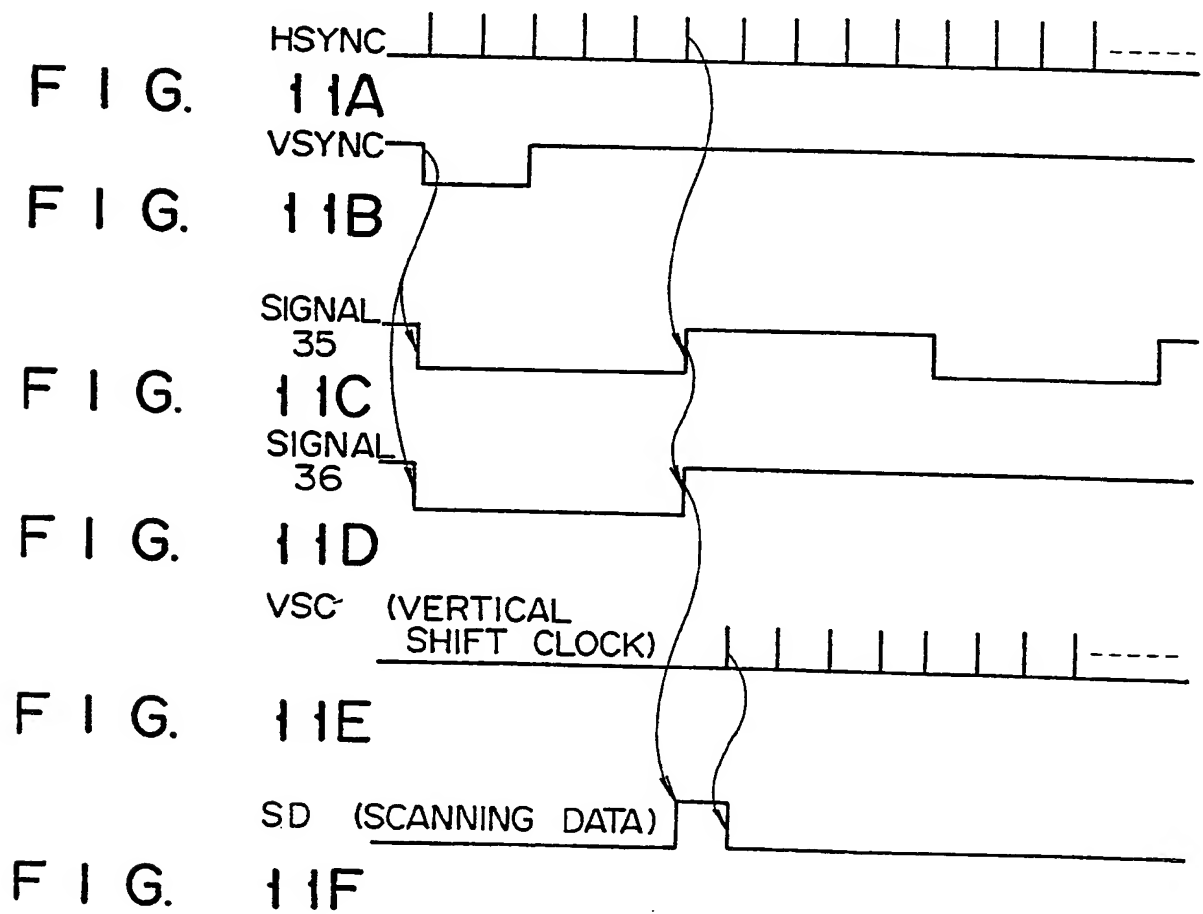 HSYNC
FIG. 11A
VSYNC
FIG. 11B
SIGNAL
35
FIG. 11C
SIGNAL
36
FIG. 11D
VSC (VERTICAL
SHIFT CLOCK)
FIG. 11E
SD (SCANNING DATA)
FIG. 11F